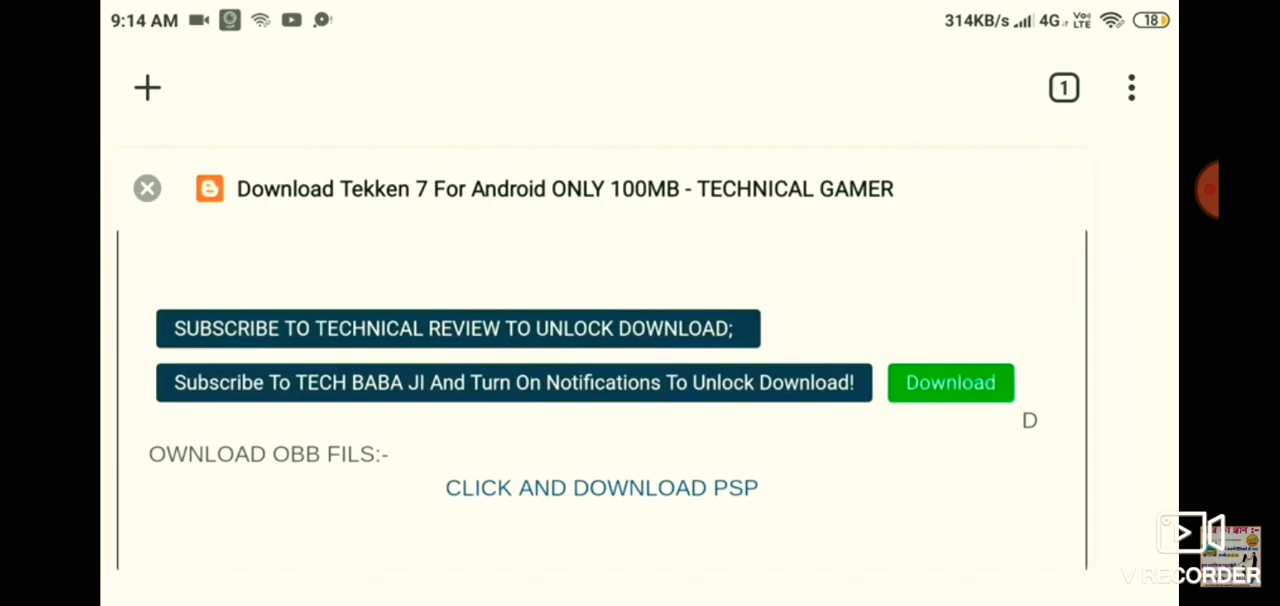 9:14 AM
314KB/s 4G Vo) LTE 18
1
Download Tekken 7 For Android ONLY 100MB - TECHNICAL GAMER
SUBSCRIBE TO TECHNICAL REVIEW TO UNLOCK DOWNLOAD;
Subscribe To TECH BABA JI And Turn On Notifications To Unlock Download!
Download
D
OWNLOAD OBB FILS:-
CLICK AND DOWNLOAD PSP
V RECORDER